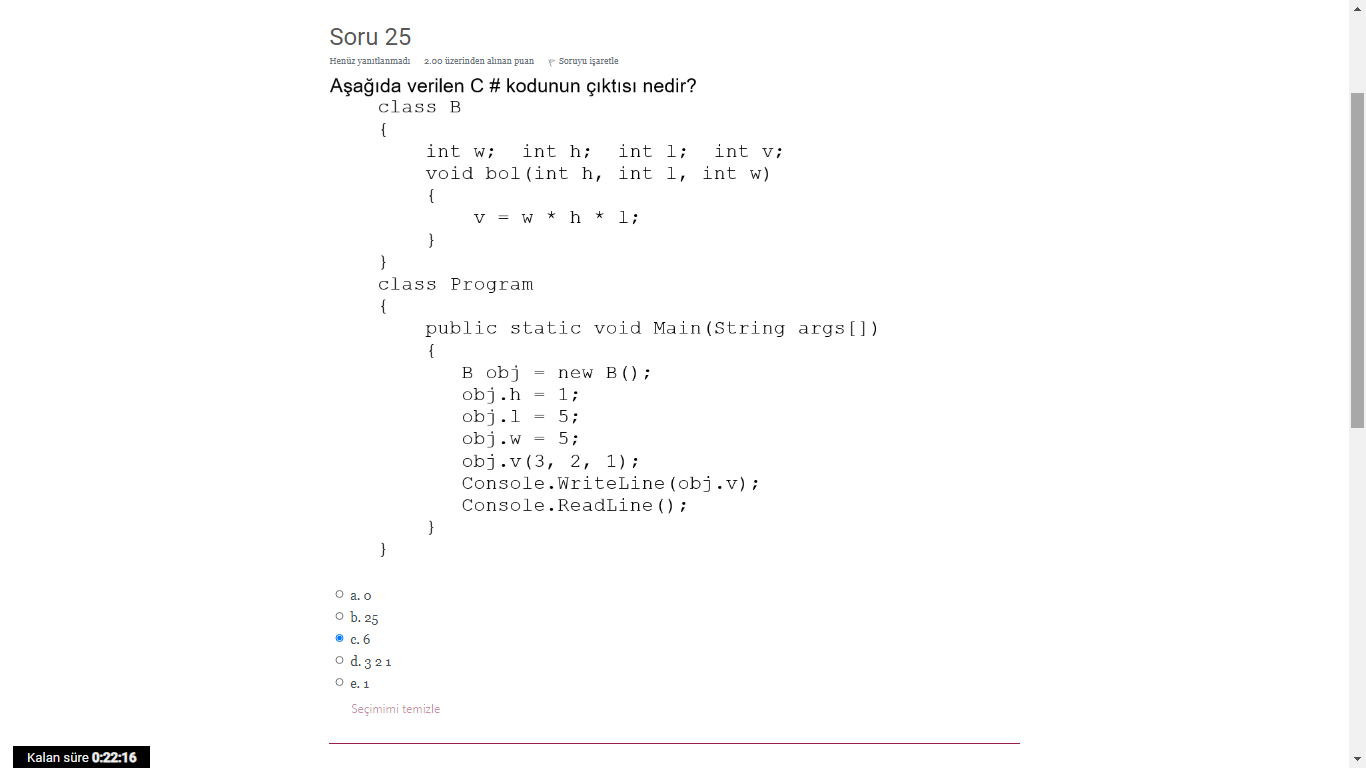 Soru 25
Henüz yanıtlanmadı 2.00 üzerinden alınan puan Soruyu işaretle
Aşağıda verilen C # kodunun çıktısı nedir?
class B
{
int w; int h; int l; int v;
void bol(int h, int l, int w)
{
v = w * h * l;
}
}
class Program
{
public static void Main(String args[])
{
B obj = new B();
obj.h = 1;
obj.l = 5;
obj.w = 5;
obj.v(3, 2, 1);
Console.WriteLine(obj.v);
Console.ReadLine();
}
}
a. 0
b. 25
c. 6
d. 3 2 1
e. 1
Seçimimi temizle
Kalan süre 0:22:16